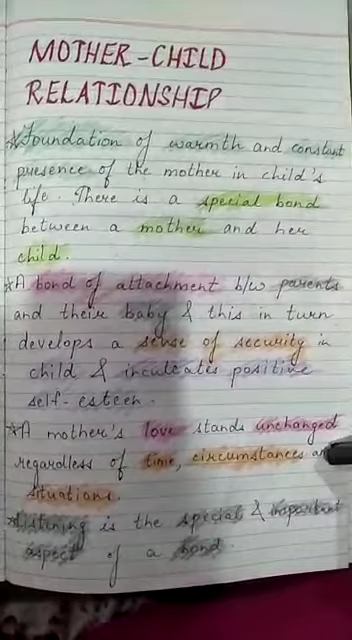 MOTHER-CHILD
RELATIONSHIP
*Foundation of warmth and constant
presence of the mother in child's
life. There is a special bond
between a mother and her
child.
*A bond of attachment b/w parents
and their baby & this in turn
develops a sense of security in
child & inculcates positive
self-esteem.
*A mother's love stands unchanged
regardless of time, circumstances an
situations.
*Listining is the special & important
aspect of a bond.